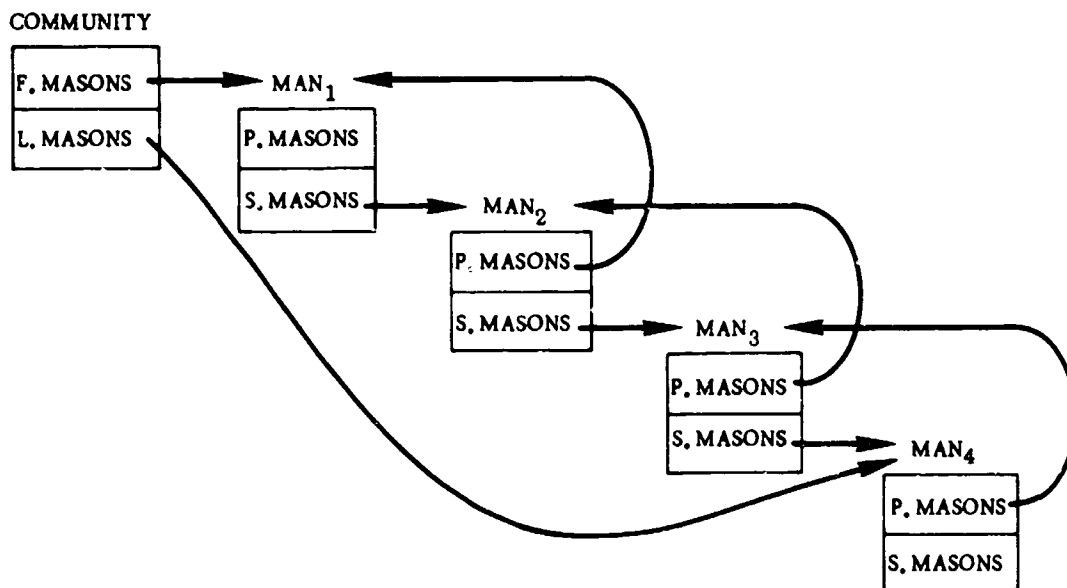 COMMUNITY
F. MASONS
L. MASONS
MAN₁
P. MASONS
S. MASONS
MAN₂
P. MASONS
S. MASONS
MAN₃
P. MASONS
S. MASONS
MAN₄
P. MASONS
S. MASONS